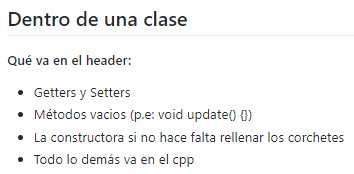 Dentro de una clase
Qué va en el header:
Getters y Setters
Métodos vacios (p.e: void update() {})
La constructora si no hace falta rellenar los corchetes
Todo lo demás va en el cpp